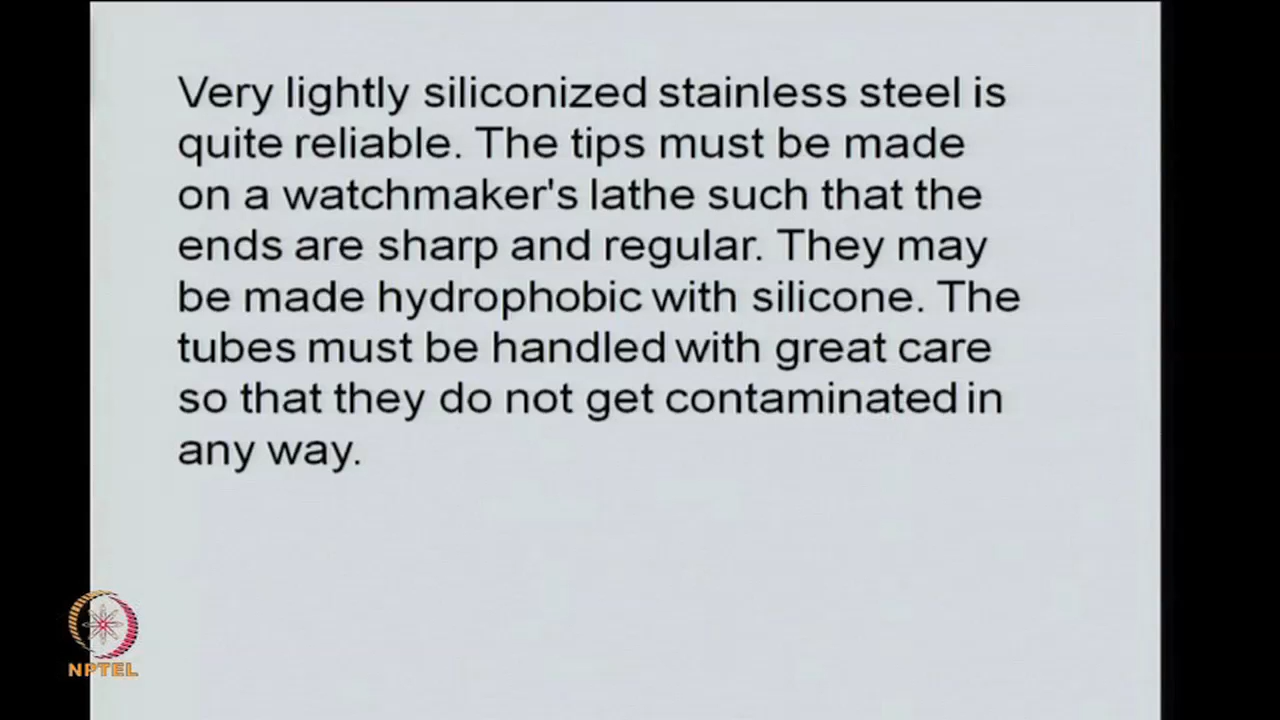 Very lightly siliconized stainless steel is
quite reliable. The tips must be made
on a watchmaker's lathe such that the
ends are sharp and regular. They may
be made hydrophobic with silicone. The
tubes must be handled with great care
so that they do not get contaminated in
any way.
NPTEL